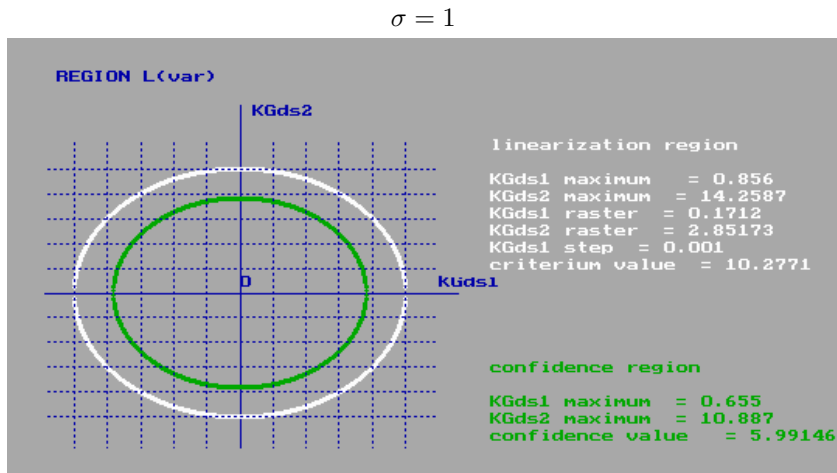 σ = 1
REGION L(var)
KGds2
linearization region
KGds1 maximum = 0.856
KGds2 maximum = 14.2587
KGds1 raster = 0.1712
KGds2 raster = 2.85173
KGds1 step = 0.001
criterium value = 10.2771
0
KGds1
confidence region
KGds1 maximum = 0.655
KGds2 maximum = 10.887
confidence value = 5.99146